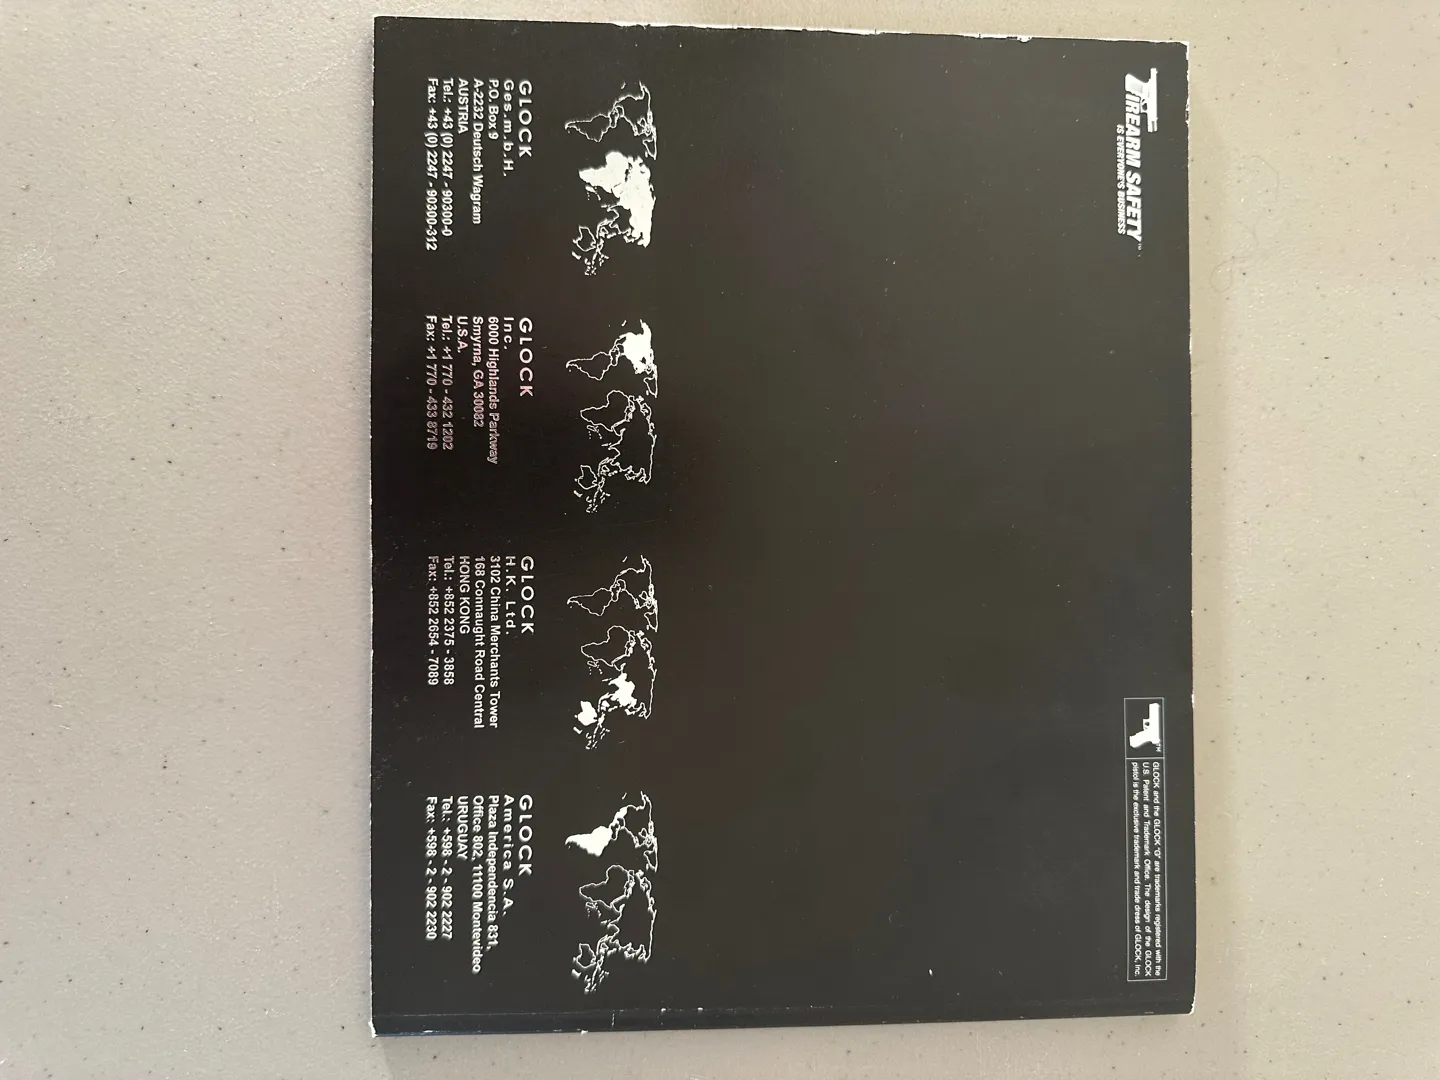 FIREARM SAFETY™
IS EVERYONE'S BUSINESS
™
GLOCK and the GLOCK "G" are trademarks registered with the
U.S. Patent and Trademark Office. The design of the GLOCK
pistol is the exclusive trademark and trade dress of GLOCK, Inc.
GLOCK
Ges.m.b.H.
P.O. Box 9
A-2232 Deutsch Wagram
AUSTRIA
Tel.: +43 (0) 2247 - 90300-0
Fax: +43 (0) 2247 - 90300-312
GLOCK
Inc.
6000 Highlands Parkway
Smyrna, GA 30082
U.S.A.
Tel.: +1 770 - 432 1202
Fax: +1 770 - 433 8719
GLOCK
H.K. Ltd.
3102 China Merchants Tower
168 Connaught Road Central
HONG KONG
Tel.: +852 2375 - 3858
Fax: +852 2654 - 7089
GLOCK
America S.A.
Plaza Independencia 831,
Office 802, 11100 Montevideo
URUGUAY
Tel.: +598 - 2 - 902 2227
Fax: +598 - 2 - 902 2230